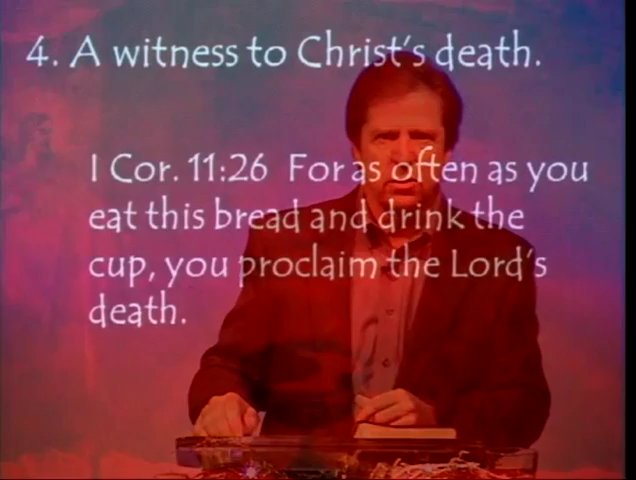 4. A witness to Christ's death.
I Cor. 11:26 For as often as you
eat this bread and drink the
cup, you proclaim the Lord's
death.